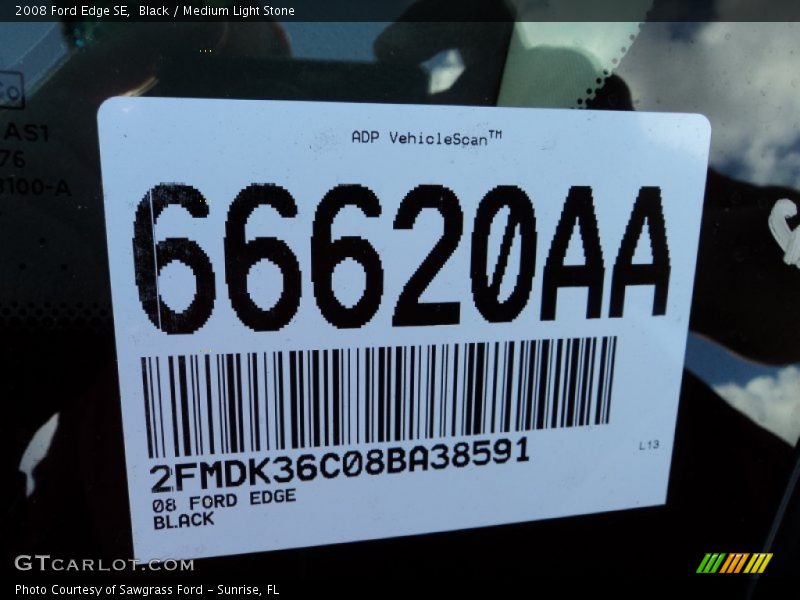 2008 Ford Edge SE, Black / Medium Light Stone
AS1
76
3100-A
ADP VehicleScan™
66620AA
2FMDK36C08BA38591
08 FORD EDGE
BLACK
L13
GTCARLOT.COM
Photo Courtesy of Sawgrass Ford - Sunrise, FL